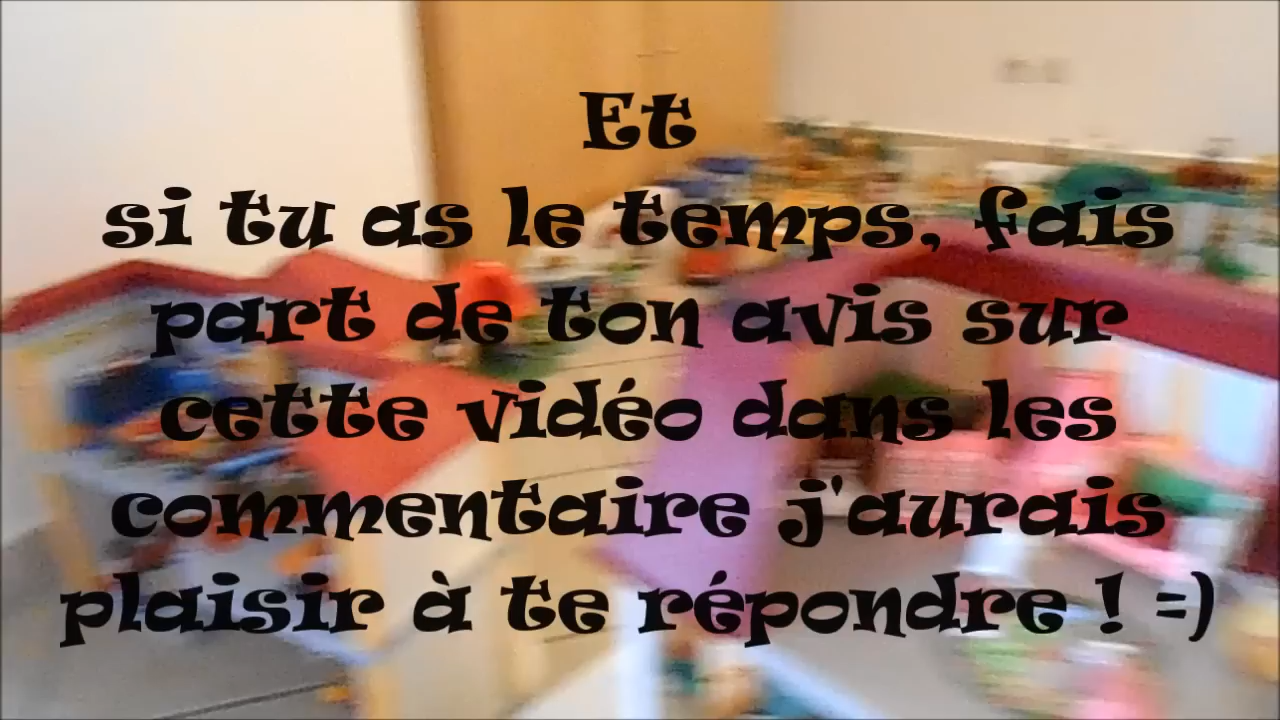 Et
si tu as le temps, fais
part de ton avis sur
cette vidéo dans les
commentaire j'aurais
plaisir à te répondre ! =)